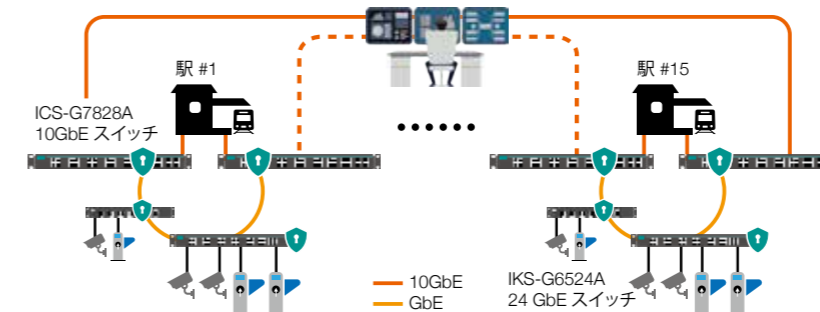 駅 #1
駅 #15
ICS-G7828A
10GbE スイッチ
10GbE
GbE
IKS-G6524A
24 GbE スイッチ